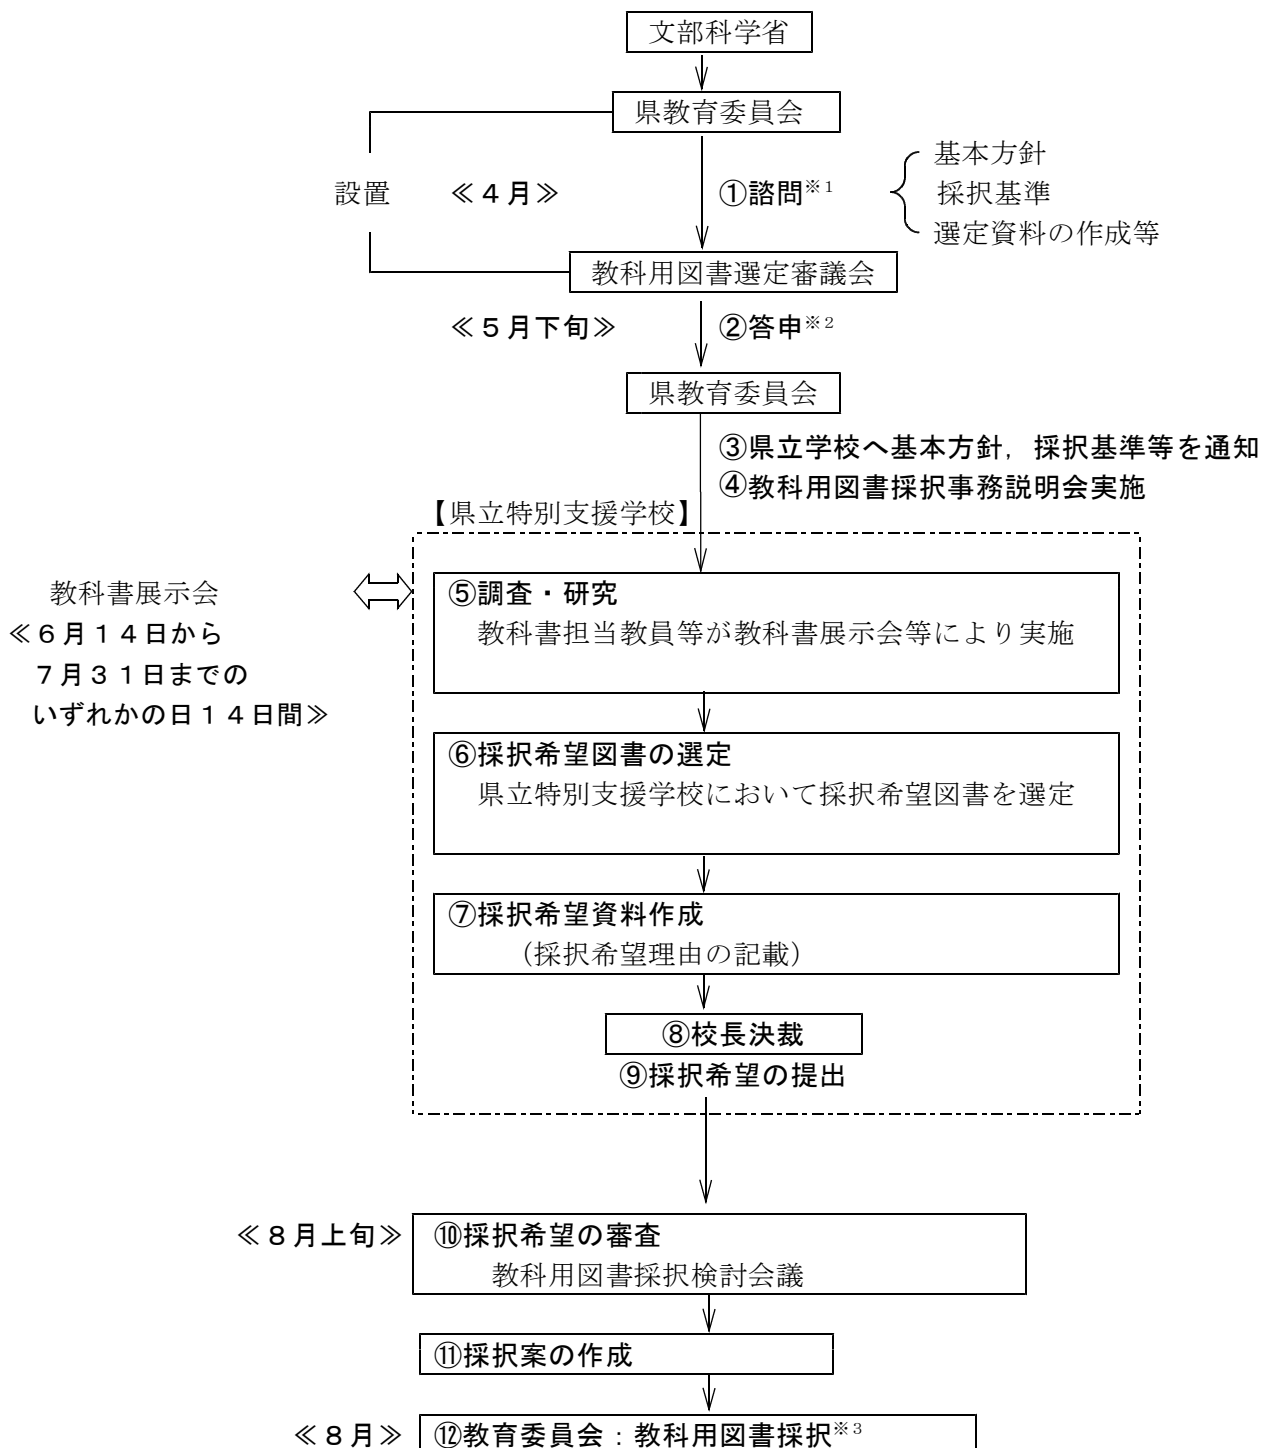 文部科学省
県教育委員会
基本方針
設置 ≪４月≫ ①諮問※１ 採択基準
選定資料の作成等
教科用図書選定審議会
≪５月下旬≫ ②答申※２
県教育委員会
③県立学校へ基本方針，採択基準等を通知
④教科用図書採択事務説明会実施
【県立特別支援学校】
教科書展示会
≪６月１４日から
７月３１日までの
いずれかの日１４日間≫
⑤調査・研究
教科書担当教員等が教科書展示会等により実施
⑥採択希望図書の選定
県立特別支援学校において採択希望図書を選定
⑦採択希望資料作成
（採択希望理由の記載）
⑧校長決裁
⑨採択希望の提出
≪８月上旬≫ ⑩採択希望の審査
教科用図書採択検討会議
⑪採択案の作成
≪８月≫ ⑫教育委員会：教科用図書採択※３